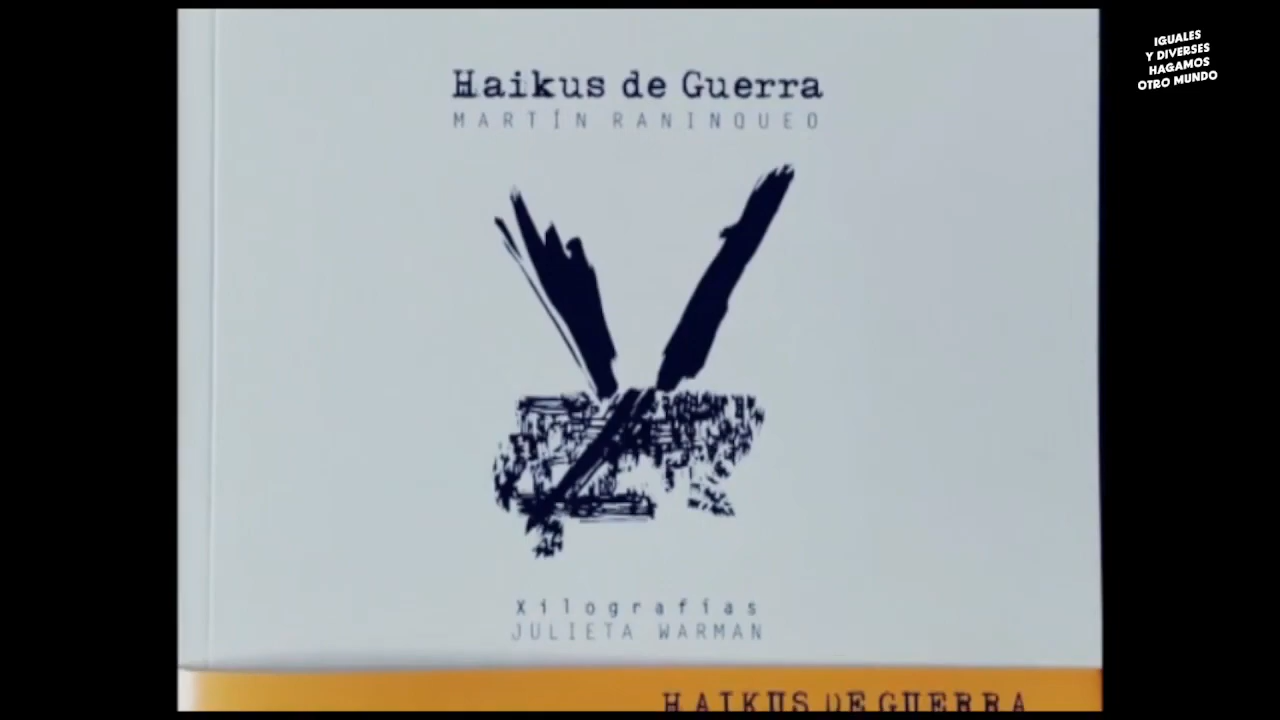 IGUALES
Y DIVERSES
HAGAMOS
OTRO MUNDO
Haikus de Guerra
MARTÍN RANINQUEO
Xilografías
JULIETA WARMAN
HAIKUS DE GUERRA